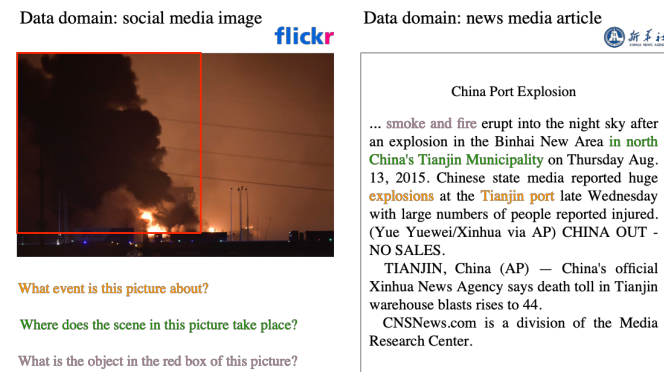 Data domain: social media image
flickr
What event is this picture about?
Where does the scene in this picture take place?
What is the object in the red box of this picture?
Data domain: news media article
新华社
XINHUA NEWS AGENCY
China Port Explosion
... smoke and fire erupt into the night sky after
an explosion in the Binhai New Area in north
China's Tianjin Municipality on Thursday Aug.
13, 2015. Chinese state media reported huge
explosions at the Tianjin port late Wednesday
with large numbers of people reported injured.
(Yue Yuewei/Xinhua via AP) CHINA OUT -
NO SALES.
TIANJIN, China (AP) — China's official
Xinhua News Agency says death toll in Tianjin
warehouse blasts rises to 44.
CNSNews.com is a division of the Media
Research Center.